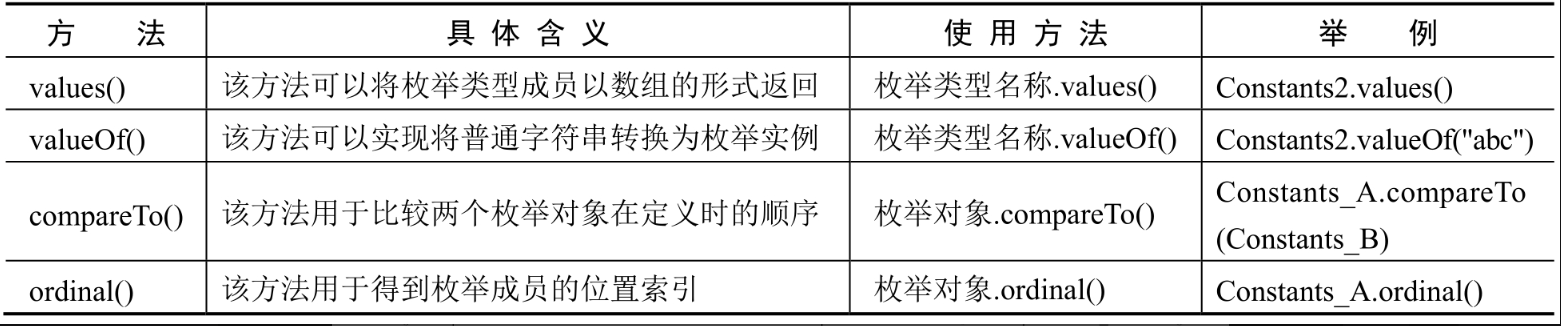 方 法 具 体 含 义 使 用 方 法 举 例
values() 该方法可以将枚举类型成员以数组的形式返回 枚举类型名称.values() Constants2.values()
valueOf() 该方法可以实现将普通字符串转换为枚举实例 枚举类型名称.valueOf() Constants2.valueOf("abc")
compareTo() 该方法用于比较两个枚举对象在定义时的顺序 枚举对象.compareTo() Constants_A.compareTo
(Constants_B)
ordinal() 该方法用于得到枚举成员的位置索引 枚举对象.ordinal() Constants_A.ordinal()